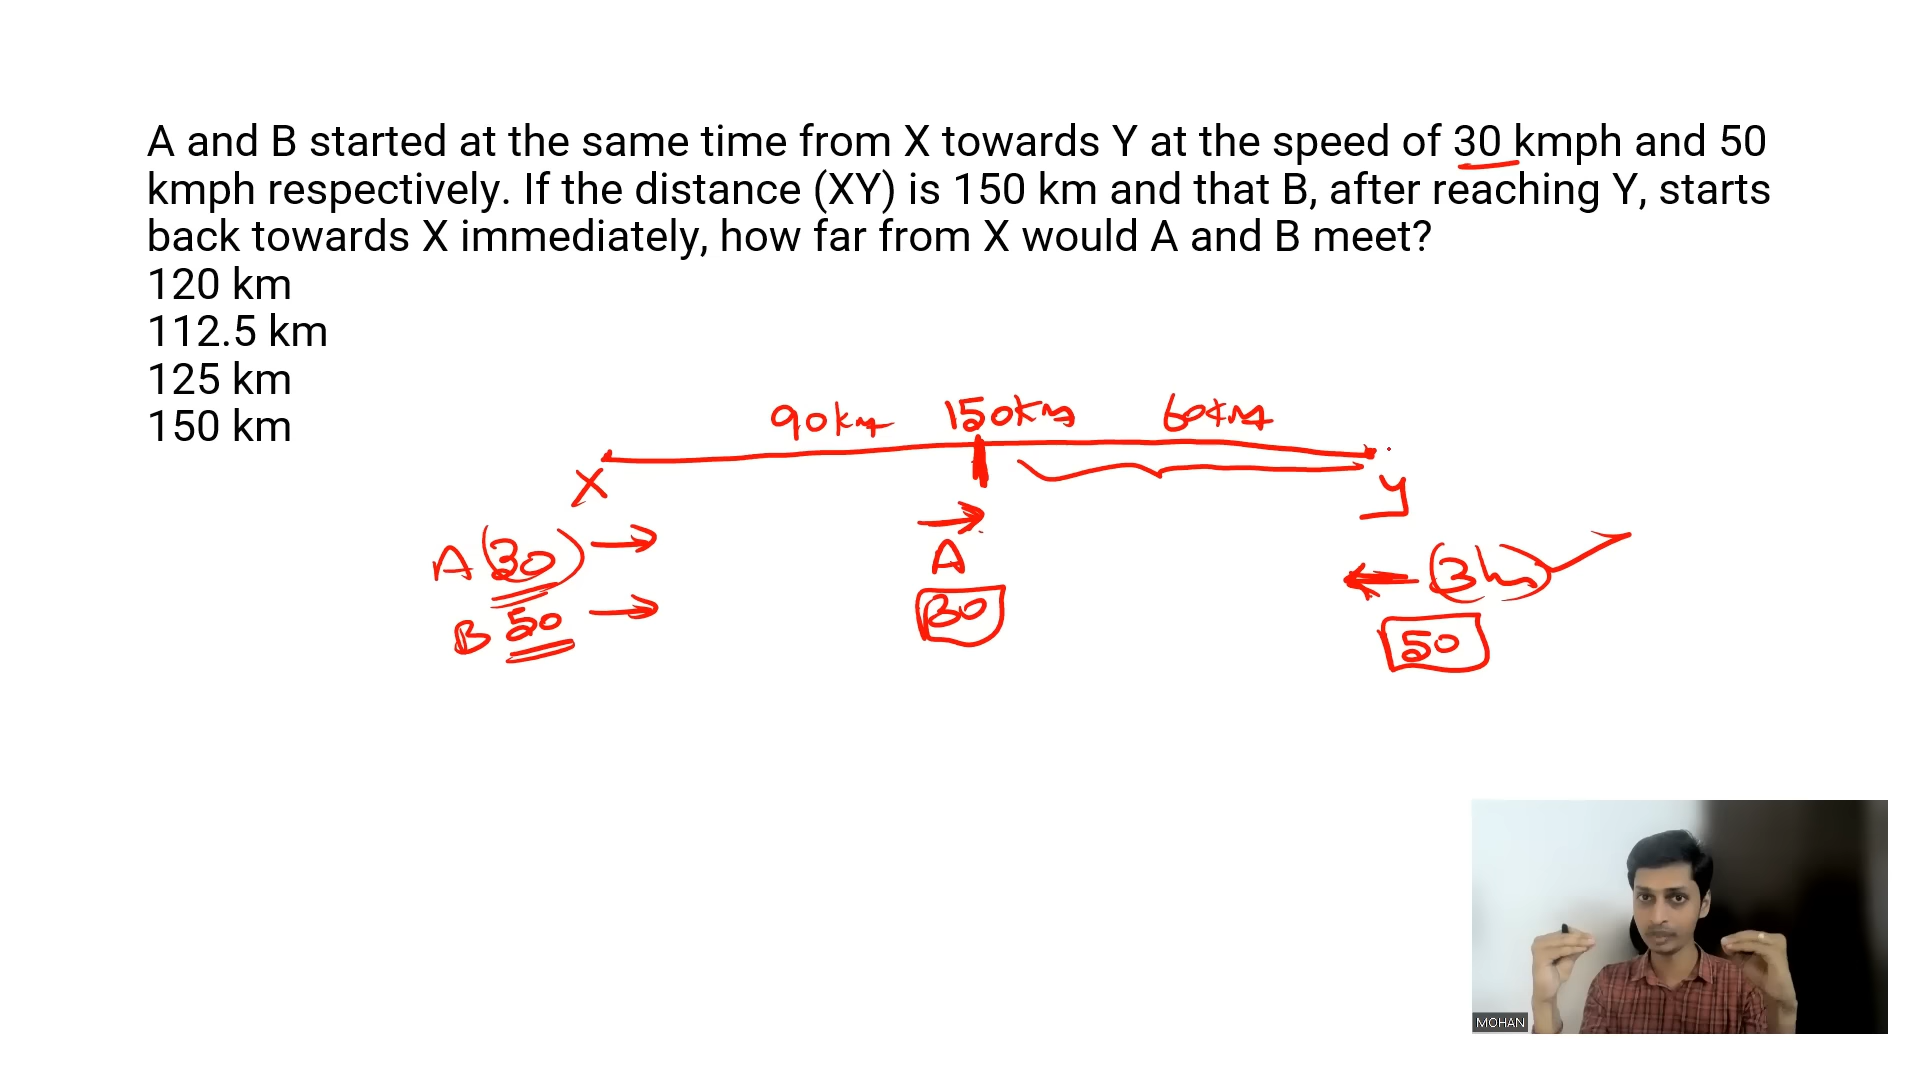 A and B started at the same time from X towards Y at the speed of 30 kmph and 50
kmph respectively. If the distance (XY) is 150 km and that B, after reaching Y, starts
back towards X immediately, how far from X would A and B meet?
120 km
112.5 km
125 km
150 km
90km 150km 60km
X Y
A (30) A (3hrs)
B 50 30 50
MOHAN